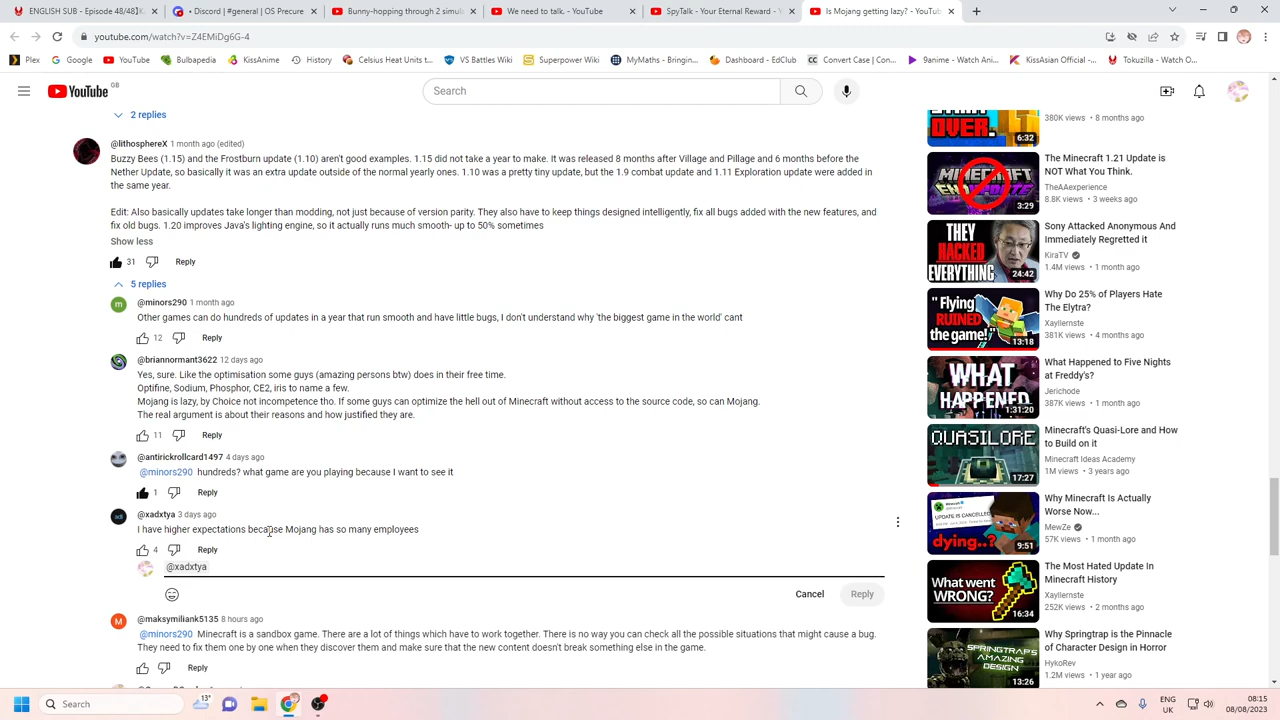 ENGLISH SUB - Episode 48/48】K
Discord | #general | OS Precure
Bunny-hopping through 2 simul
We need to talk. - YouTube
SpyTalk - Your Eternal Reward - Y
Is Mojang getting lazy? - YouTub
youtube.com/watch?v=Z4EMiDg6G-4
Plex
Google
YouTube
Bulbapedia
KissAnime
History
Celsius Heat Units t...
VS Battles Wiki
Superpower Wiki
MyMaths - Bringin...
Dashboard - EdClub
Convert Case | Con...
9anime - Watch Ani...
KissAsian Official -...
Tokuzilla - Watch O...
YouTube GB
Search
2 replies
@lithosphereX 1 month ago (edited)
Buzzy Bees (1.15) and the Frostburn update (1.10) aren't good examples. 1.15 did not take a year to make. It was released 8 months after Village and Pillage and 6 months before the
Nether Update, so basically it was an extra update outside of the normal yearly ones. 1.10 was a pretty tiny update, but the 1.9 combat update and 1.11 Exploration update were added in
the same year.
Edit: Also basically updates take longer than modding, not just because of version parity. They also have to keep things designed intelligently, fix all bugs added with the new features, and
fix old bugs. 1.20 improves Java's lighting engine, so it actually runs much smooth- up to 50% sometimes
Show less
31 Reply
5 replies
m
@minors290 1 month ago
Other games can do hundreds of updates in a year that run smooth and have little bugs, I don't understand why 'the biggest game in the world' cant
12 Reply
@briannormant3622 12 days ago
Yes, sure. Like the optimisation some guys (amazing persons btw) does in their free time.
Optifine, Sodium, Phosphor, CE2, iris to name a few.
Mojang is lazy, by Choice not incompetence tho. If some guys can optimize the hell out of Minecraft without access to the source code, so can Mojang.
The real argument is about their reasons and how justified they are.
11 Reply
@antirickrollcard1497 4 days ago
@minors290 hundreds? what game are you playing because I want to see it
1 Reply
adi
@xadxtya 3 days ago
I have higher expectations because Mojang has so many employees
4 Reply
@xadxtya
Cancel
Reply
M
@maksymiliank5135 8 hours ago
@minors290 Minecraft is a sandbox game. There are a lot of things which have to work together. There is no way you can check all the possible situations that might cause a bug.
They need to fix them one by one when they discover them and make sure that the new content doesn't break something else in the game.
Reply
OVER.
6:32
380K views • 8 months ago
MINECRAFT
END UPDATE
3:29
The Minecraft 1.21 Update is
NOT What You Think.
TheAAexperience
8.8K views • 3 weeks ago
THEY
HACKED
EVERYTHING
24:42
Sony Attacked Anonymous And
Immediately Regretted it
KiraTV
1.4M views • 1 month ago
"Flying
RUINED
the game!"
13:18
Why Do 25% of Players Hate
The Elytra?
Xayllernste
381K views • 4 months ago
WHAT
HAPPENED
1:31:20
What Happened to Five Nights
at Freddy's?
Jerichode
387K views • 1 month ago
QUASILORE
17:27
Minecraft's Quasi-Lore and How
to Build on it
Minecraft Ideas Academy
1M views • 3 years ago
UPDATE IS CANCELLED
dying..?
9:51
Why Minecraft Is Actually
Worse Now...
MewZe
57K views • 1 month ago
What went
WRONG?
16:34
The Most Hated Update In
Minecraft History
Xayllernste
252K views • 2 months ago
SPRINGTRAP'S
AMAZING
DESIGN
13:26
Why Springtrap is the Pinnacle
of Character Design in Horror
HykoRev
1.2M views • 1 year ago
Search
13°
ENG
UK
08:15
08/08/2023